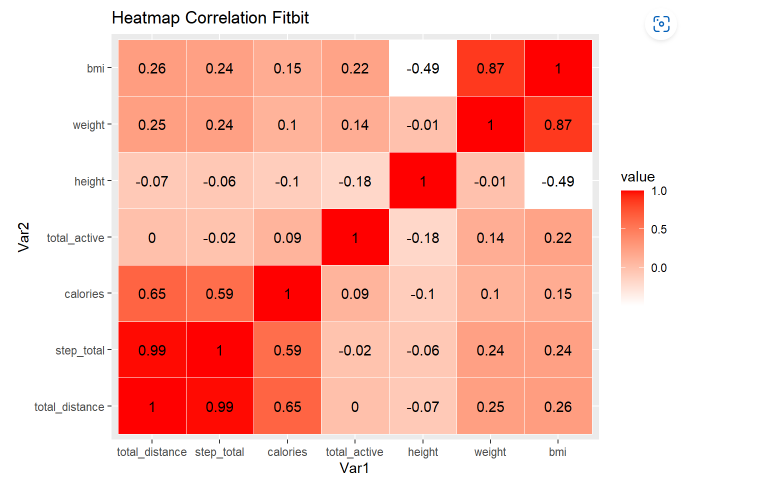 Heatmap Correlation Fitbit
bmi 0.26 0.24 0.15 0.22 -0.49 0.87 1
weight 0.25 0.24 0.1 0.14 -0.01 1 0.87
height -0.07 -0.06 -0.1 -0.18 1 -0.01 -0.49
total_active 0 -0.02 0.09 1 -0.18 0.14 0.22
calories 0.65 0.59 1 0.09 -0.1 0.1 0.15
step_total 0.99 1 0.59 -0.02 -0.06 0.24 0.24
total_distance 1 0.99 0.65 0 -0.07 0.25 0.26
total_distance step_total calories total_active height weight bmi
Var1
Var2
value
1.0
0.5
0.0